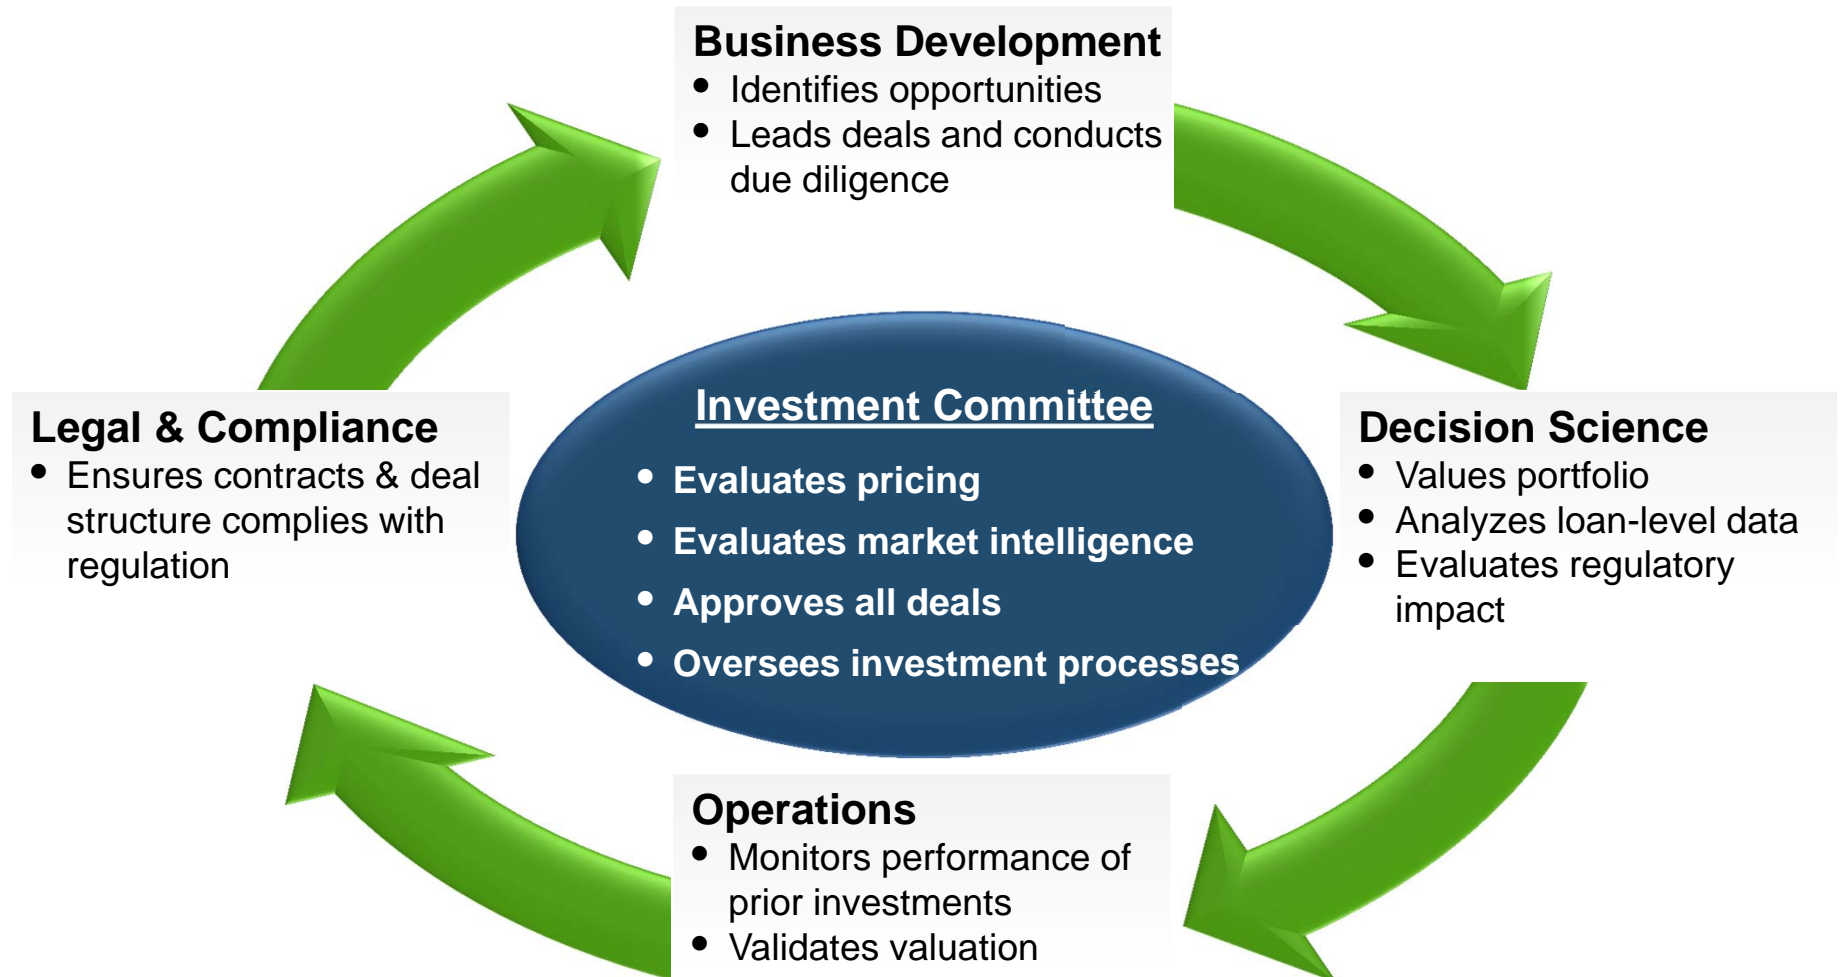 Business Development
• Identifies opportunities
• Leads deals and conducts
due diligence
Legal & Compliance
• Ensures contracts & deal
structure complies with
regulation
Investment Committee
• Evaluates pricing
• Evaluates market intelligence
• Approves all deals
• Oversees investment processes
Decision Science
• Values portfolio
• Analyzes loan-level data
• Evaluates regulatory
impact
Operations
• Monitors performance of
prior investments
• Validates valuation